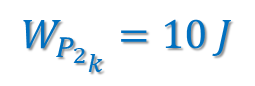 W_{P_{2_k}} = 10 J